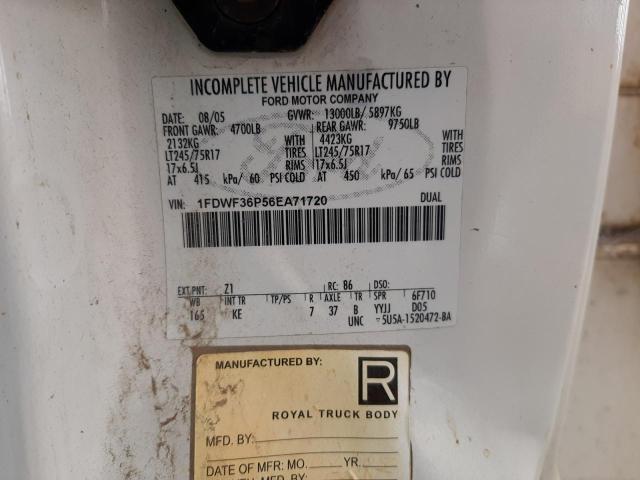 INCOMPLETE VEHICLE MANUFACTURED BY
FORD MOTOR COMPANY
DATE: 08/05 GVWR: 13000LB/ 5897KG
FRONT GAWR: 4700LB REAR GAWR: 9750LB
2132KG WITH 4423KG WITH
LT245/75R17 TIRES LT245/75R17 TIRES
17x6.5J RIMS 17x6.5J RIMS
AT 415 kPa/ 60 PSI COLD AT 450 kPa/ 65 PSI COLD
VIN: 1FDWF36P56EA71720 DUAL
EXT PNT: Z1 RC: 86 DSO:
WB INT TR TP/PS R AXLE TR SPR 6F710
165 KE 7 37 B YYJJ D05
UNC 5U5A-1520472-BA
MANUFACTURED BY:
R
ROYAL TRUCK BODY
MFD. BY:
DATE OF MFR: MO. YR.
MFD. BY: